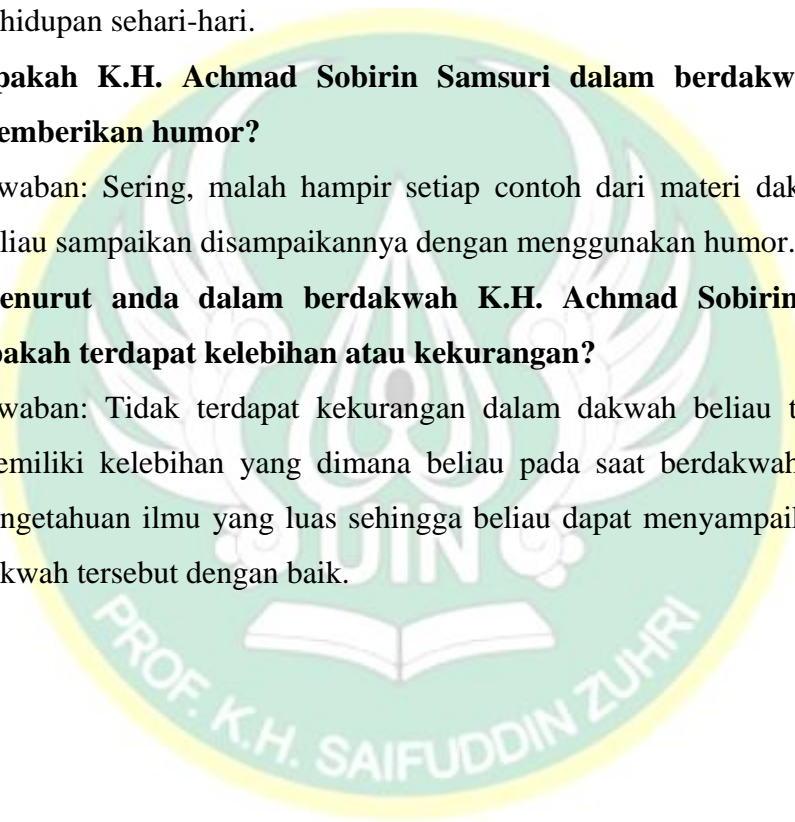 hidupan sehari-hari.
pakah K.H. Achmad Sobirin Samsuri dalam berdakw
emberikan humor?
waban: Sering, malah hampir setiap contoh dari materi dak
liau sampaikan disampaikannya dengan menggunakan humor.
enurut anda dalam berdakwah K.H. Achmad Sobirin
pakah terdapat kelebihan atau kekurangan?
waban: Tidak terdapat kekurangan dalam dakwah beliau t
emiliki kelebihan yang dimana beliau pada saat berdakwah
ngetahuan ilmu yang luas sehingga beliau dapat menyampail
kwah tersebut dengan baik.
UIN
PROF. K.H. SAIFUDDIN ZUHRI